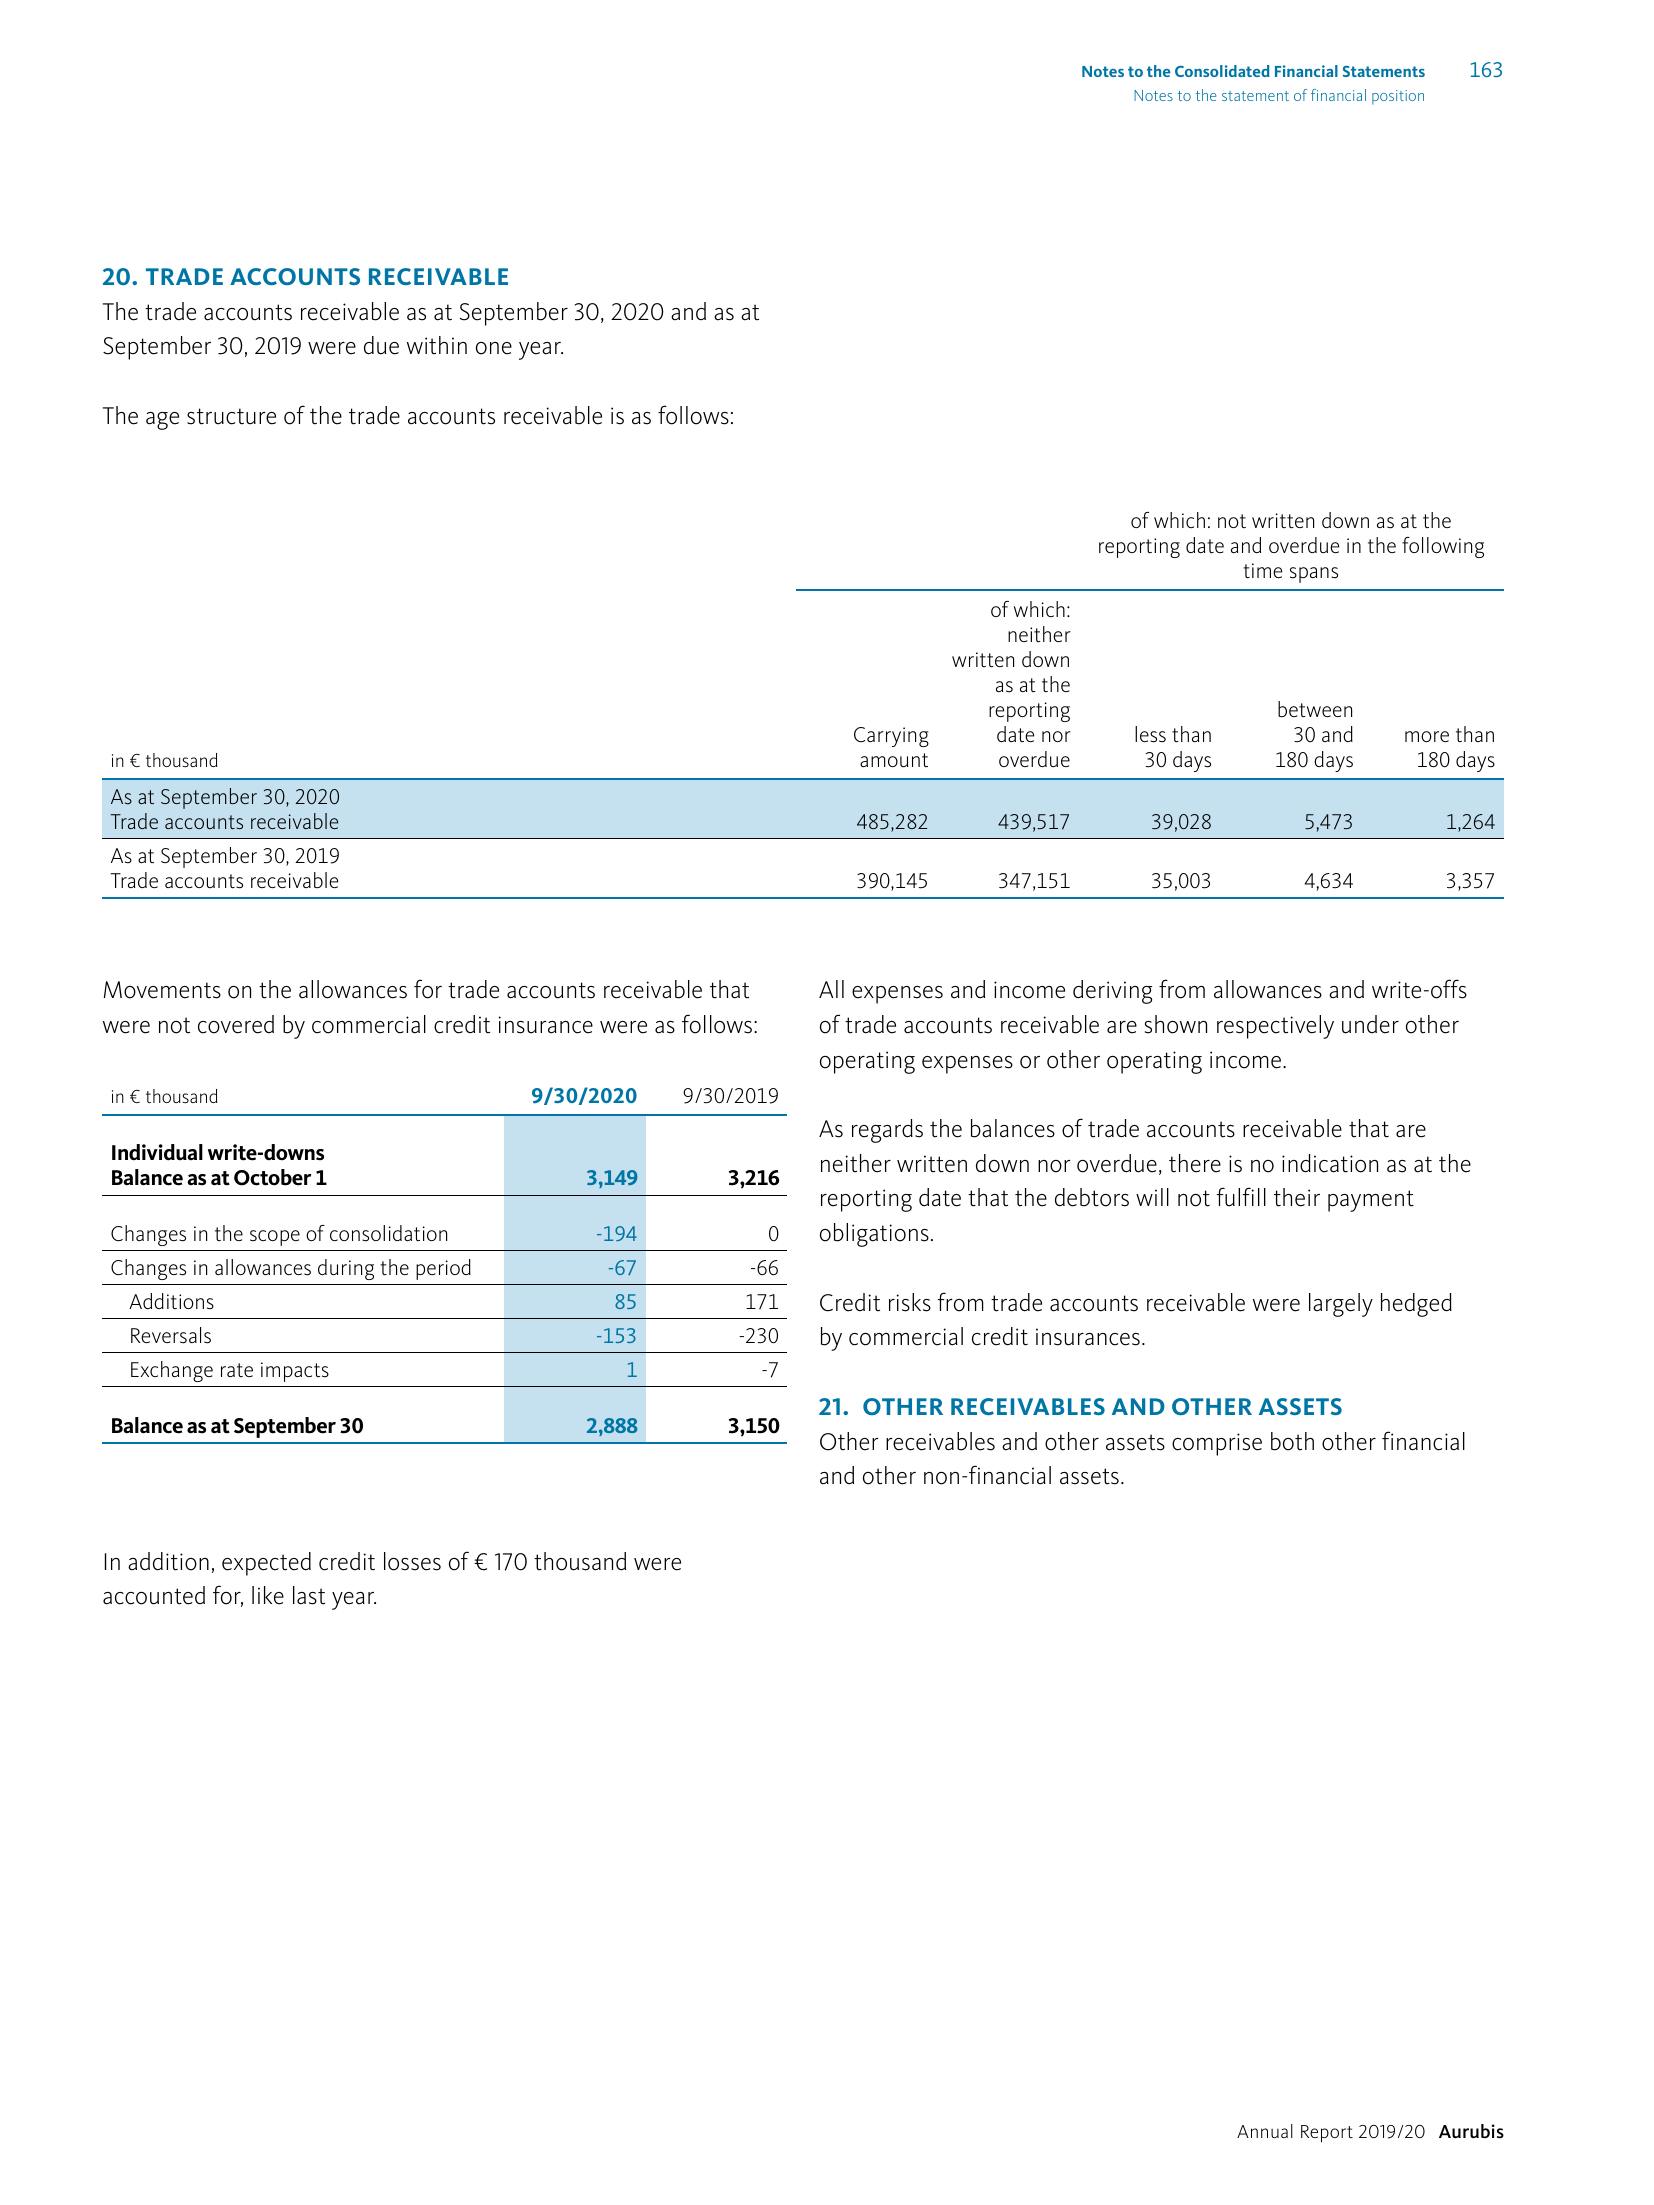 Notes to the Consolidated Financial Statements 163
Notes to the statement of financial position
20. TRADE ACCOUNTS RECEIVABLE
The trade accounts receivable as at September 30, 2020 and as at
September 30, 2019 were due within one year.
The age structure of the trade accounts receivable is as follows:
of which: not written down as at the
reporting date and overdue in the following
time spans
of which:
neither
written down
as at the
reporting between
Carrying date nor less than 30 and more than
in € thousand amount overdue 30 days 180 days 180 days
As at September 30, 2020
Trade accounts receivable 485,282 439,517 39,028 5,473 1,264
As at September 30, 2019
Trade accounts receivable 390,145 347,151 35,003 4,634 3,357
Movements on the allowances for trade accounts receivable that
were not covered by commercial credit insurance were as follows:
in € thousand 9/30/2020 9/30/2019
Individual write-downs
Balance as at October 1 3,149 3,216
Changes in the scope of consolidation -194 0
Changes in allowances during the period -67 -66
Additions 85 171
Reversals -153 -230
Exchange rate impacts 1 -7
Balance as at September 30 2,888 3,150
In addition, expected credit losses of € 170 thousand were
accounted for, like last year.
All expenses and income deriving from allowances and write-offs
of trade accounts receivable are shown respectively under other
operating expenses or other operating income.
As regards the balances of trade accounts receivable that are
neither written down nor overdue, there is no indication as at the
reporting date that the debtors will not fulfill their payment
obligations.
Credit risks from trade accounts receivable were largely hedged
by commercial credit insurances.
21. OTHER RECEIVABLES AND OTHER ASSETS
Other receivables and other assets comprise both other financial
and other non-financial assets.
Annual Report 2019/20 Aurubis